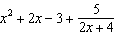 x² + 2x − 3 + 5/(2x + 4)